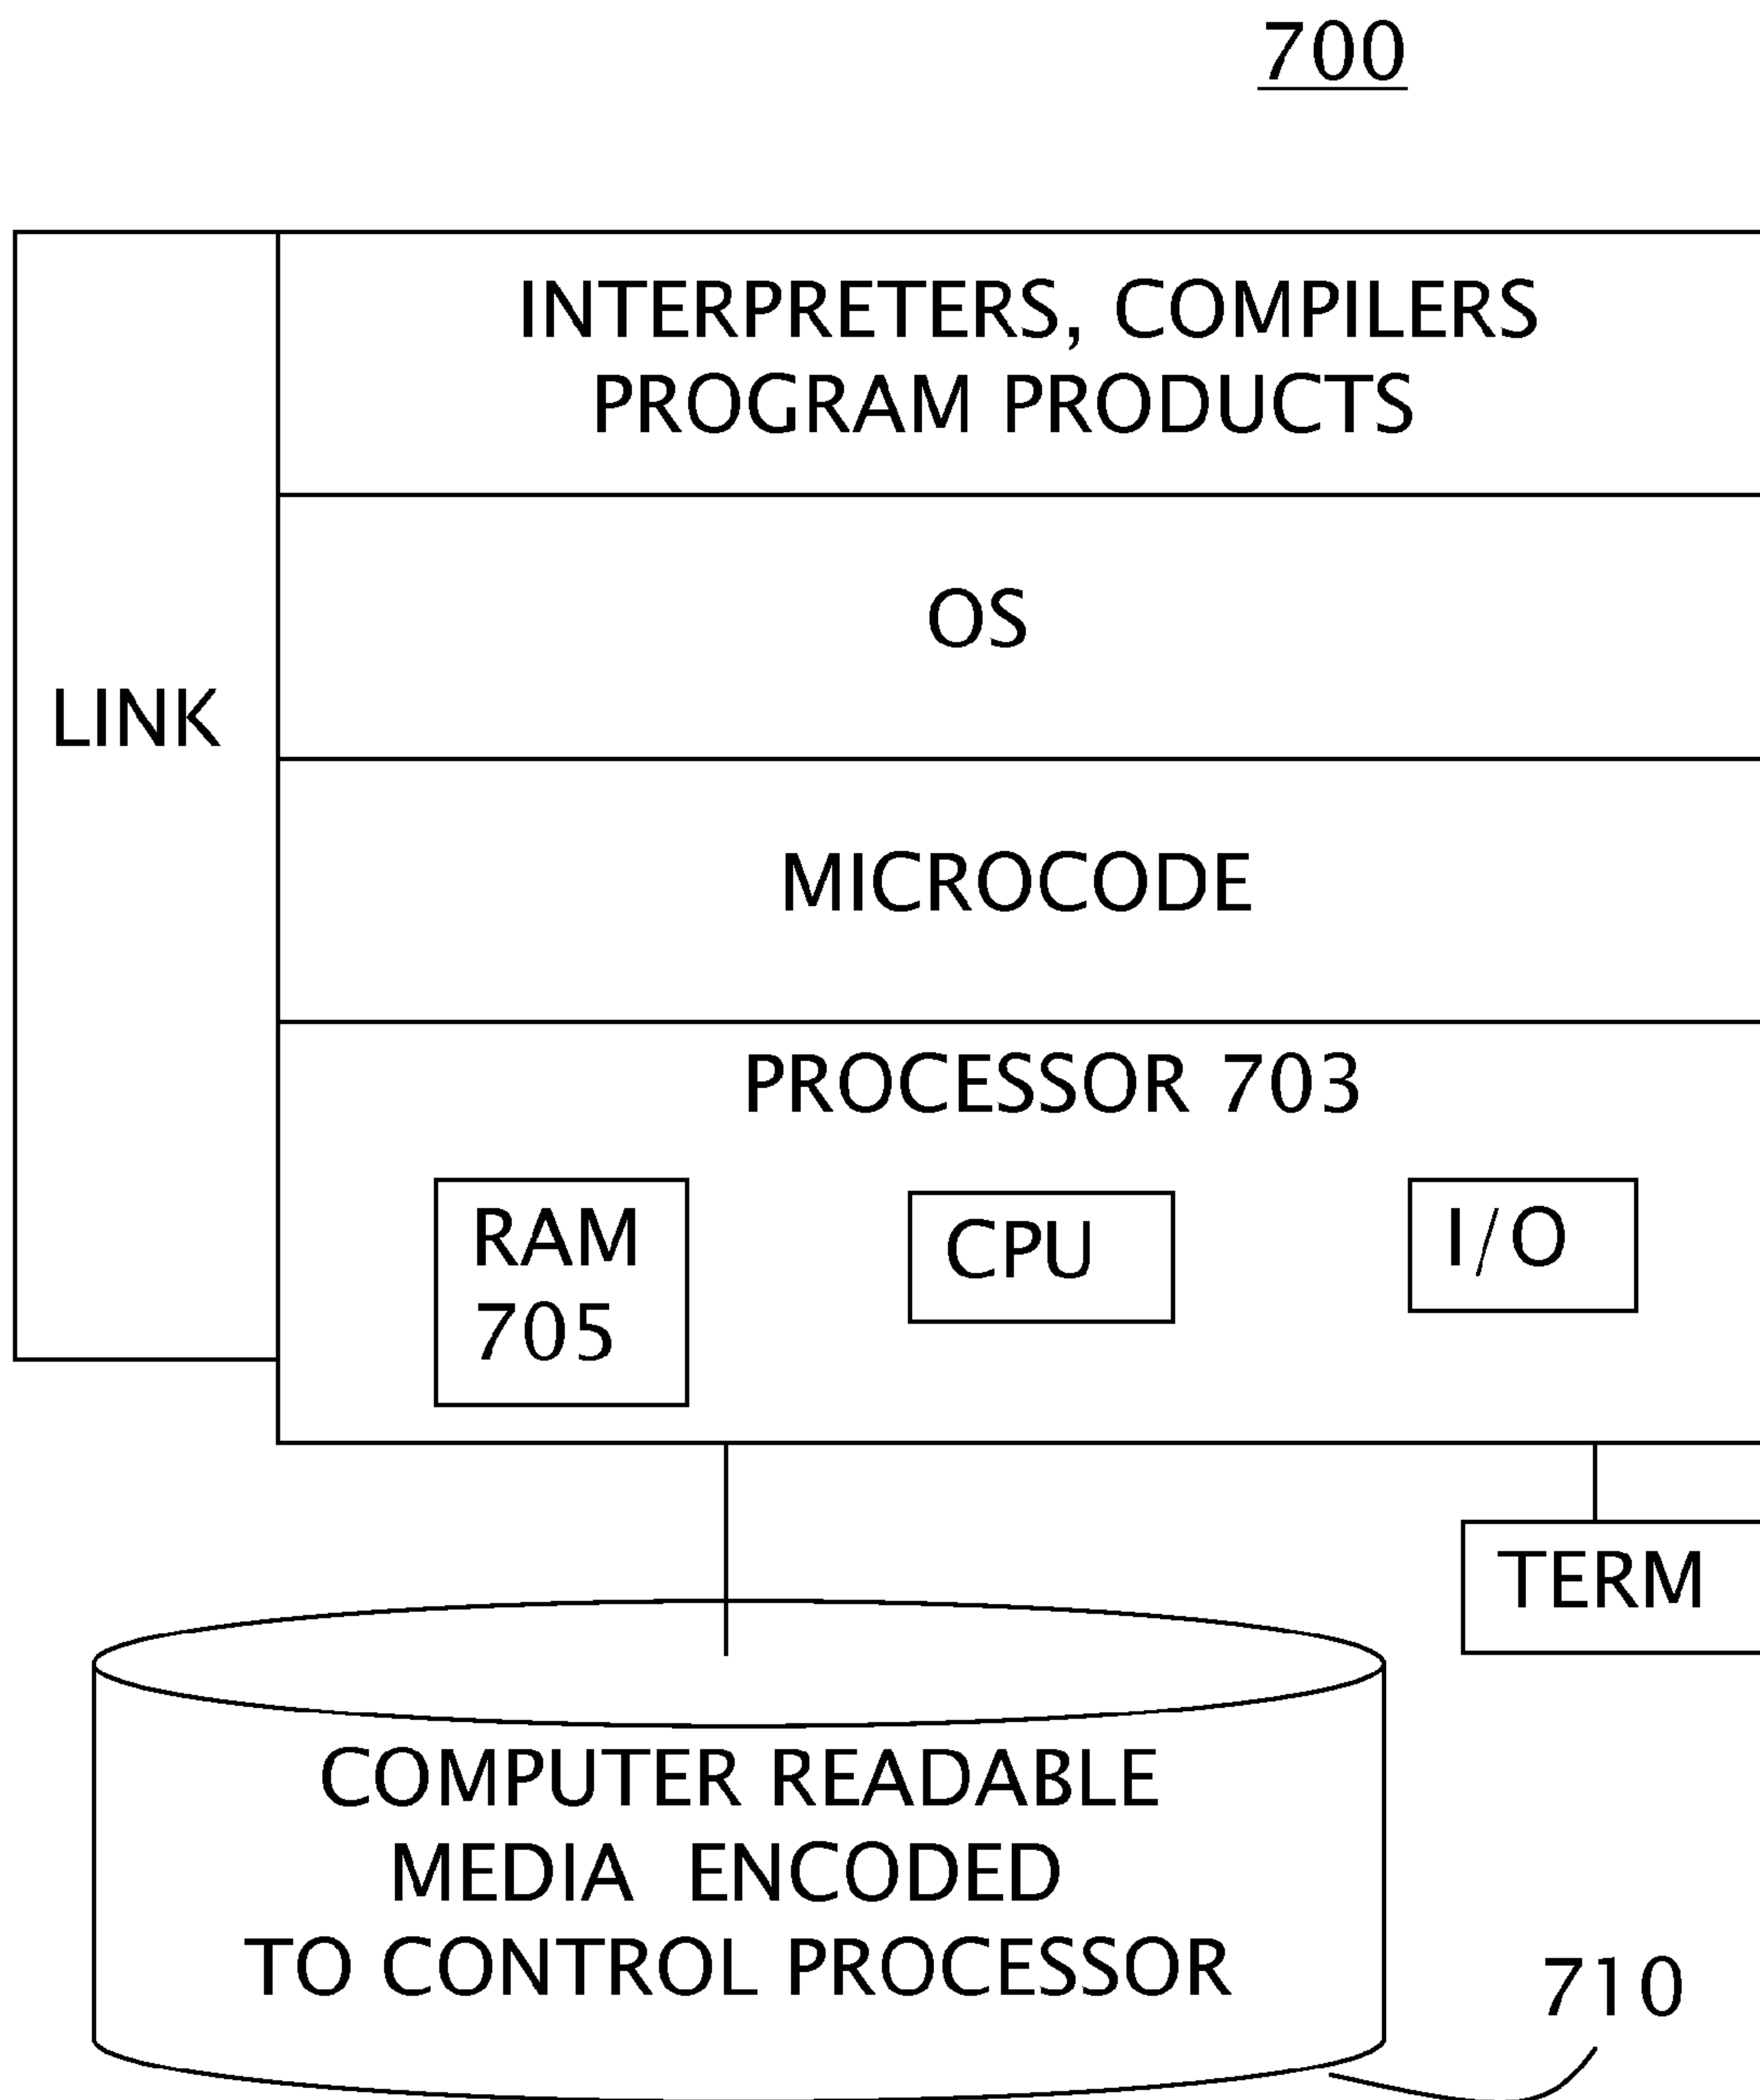 700
INTERPRETERS, COMPILERS
PROGRAM PRODUCTS
OS
LINK
MICROCODE
PROCESSOR 703
RAM
705
CPU
I/O
TERM
COMPUTER READABLE
MEDIA ENCODED
TO CONTROL PROCESSOR
710